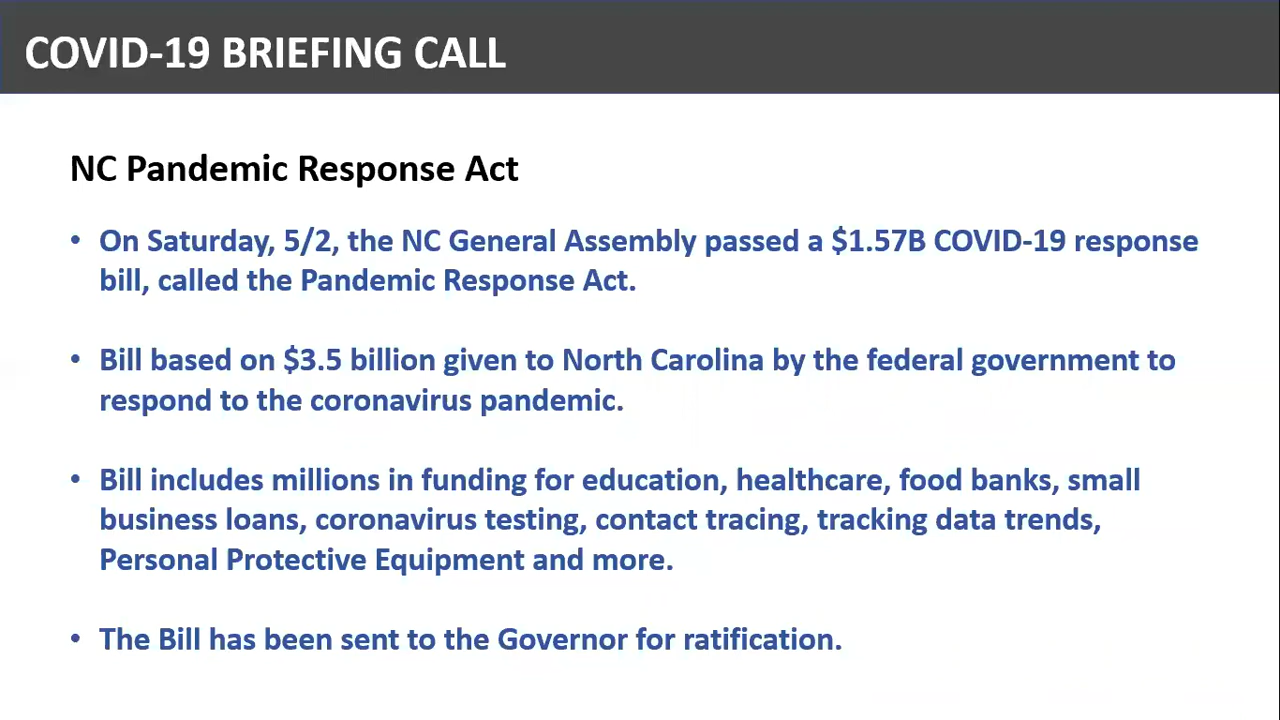 COVID-19 BRIEFING CALL
NC Pandemic Response Act
• On Saturday, 5/2, the NC General Assembly passed a $1.57B COVID-19 response
bill, called the Pandemic Response Act.
• Bill based on $3.5 billion given to North Carolina by the federal government to
respond to the coronavirus pandemic.
• Bill includes millions in funding for education, healthcare, food banks, small
business loans, coronavirus testing, contact tracing, tracking data trends,
Personal Protective Equipment and more.
• The Bill has been sent to the Governor for ratification.